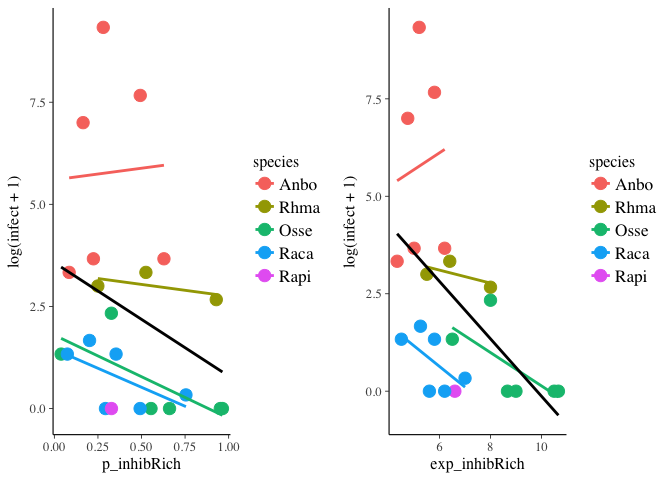 log(infect + 1)
7.5
5.0
2.5
0.0
0.00
0.25
0.50
0.75
1.00
p_inhibRich
species
Anbo
Rhma
Osse
Raca
Rapi
log(infect + 1)
7.5
5.0
2.5
0.0
6
8
10
exp_inhibRich
species
Anbo
Rhma
Osse
Raca
Rapi